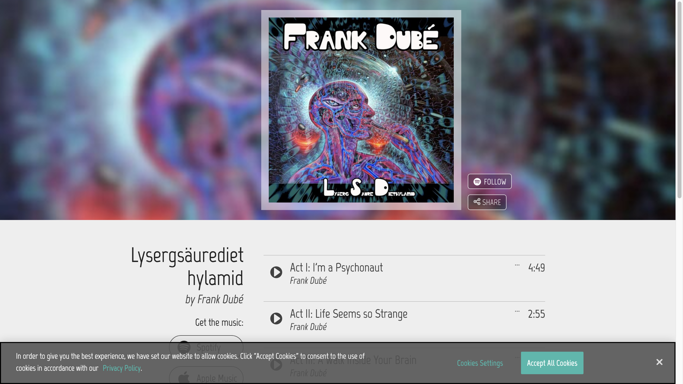 FRANK DUBÉ
LYSERG SÄURE DIETHYLAMID
FOLLOW
SHARE
Lysergsäurediet
hylamid
by Frank Dubé
Get the music:
Spotify
Apple Music
Act I: I'm a Psychonaut
4:49
Frank Dubé
Act II: Life Seems so Strange
2:55
Frank Dubé
Your Brain
Frank Dubé
In order to give you the best experience, we have set our website to allow cookies. Click "Accept Cookies" to consent to the use of
cookies in accordance with our Privacy Policy.
Cookies Settings
Accept All Cookies